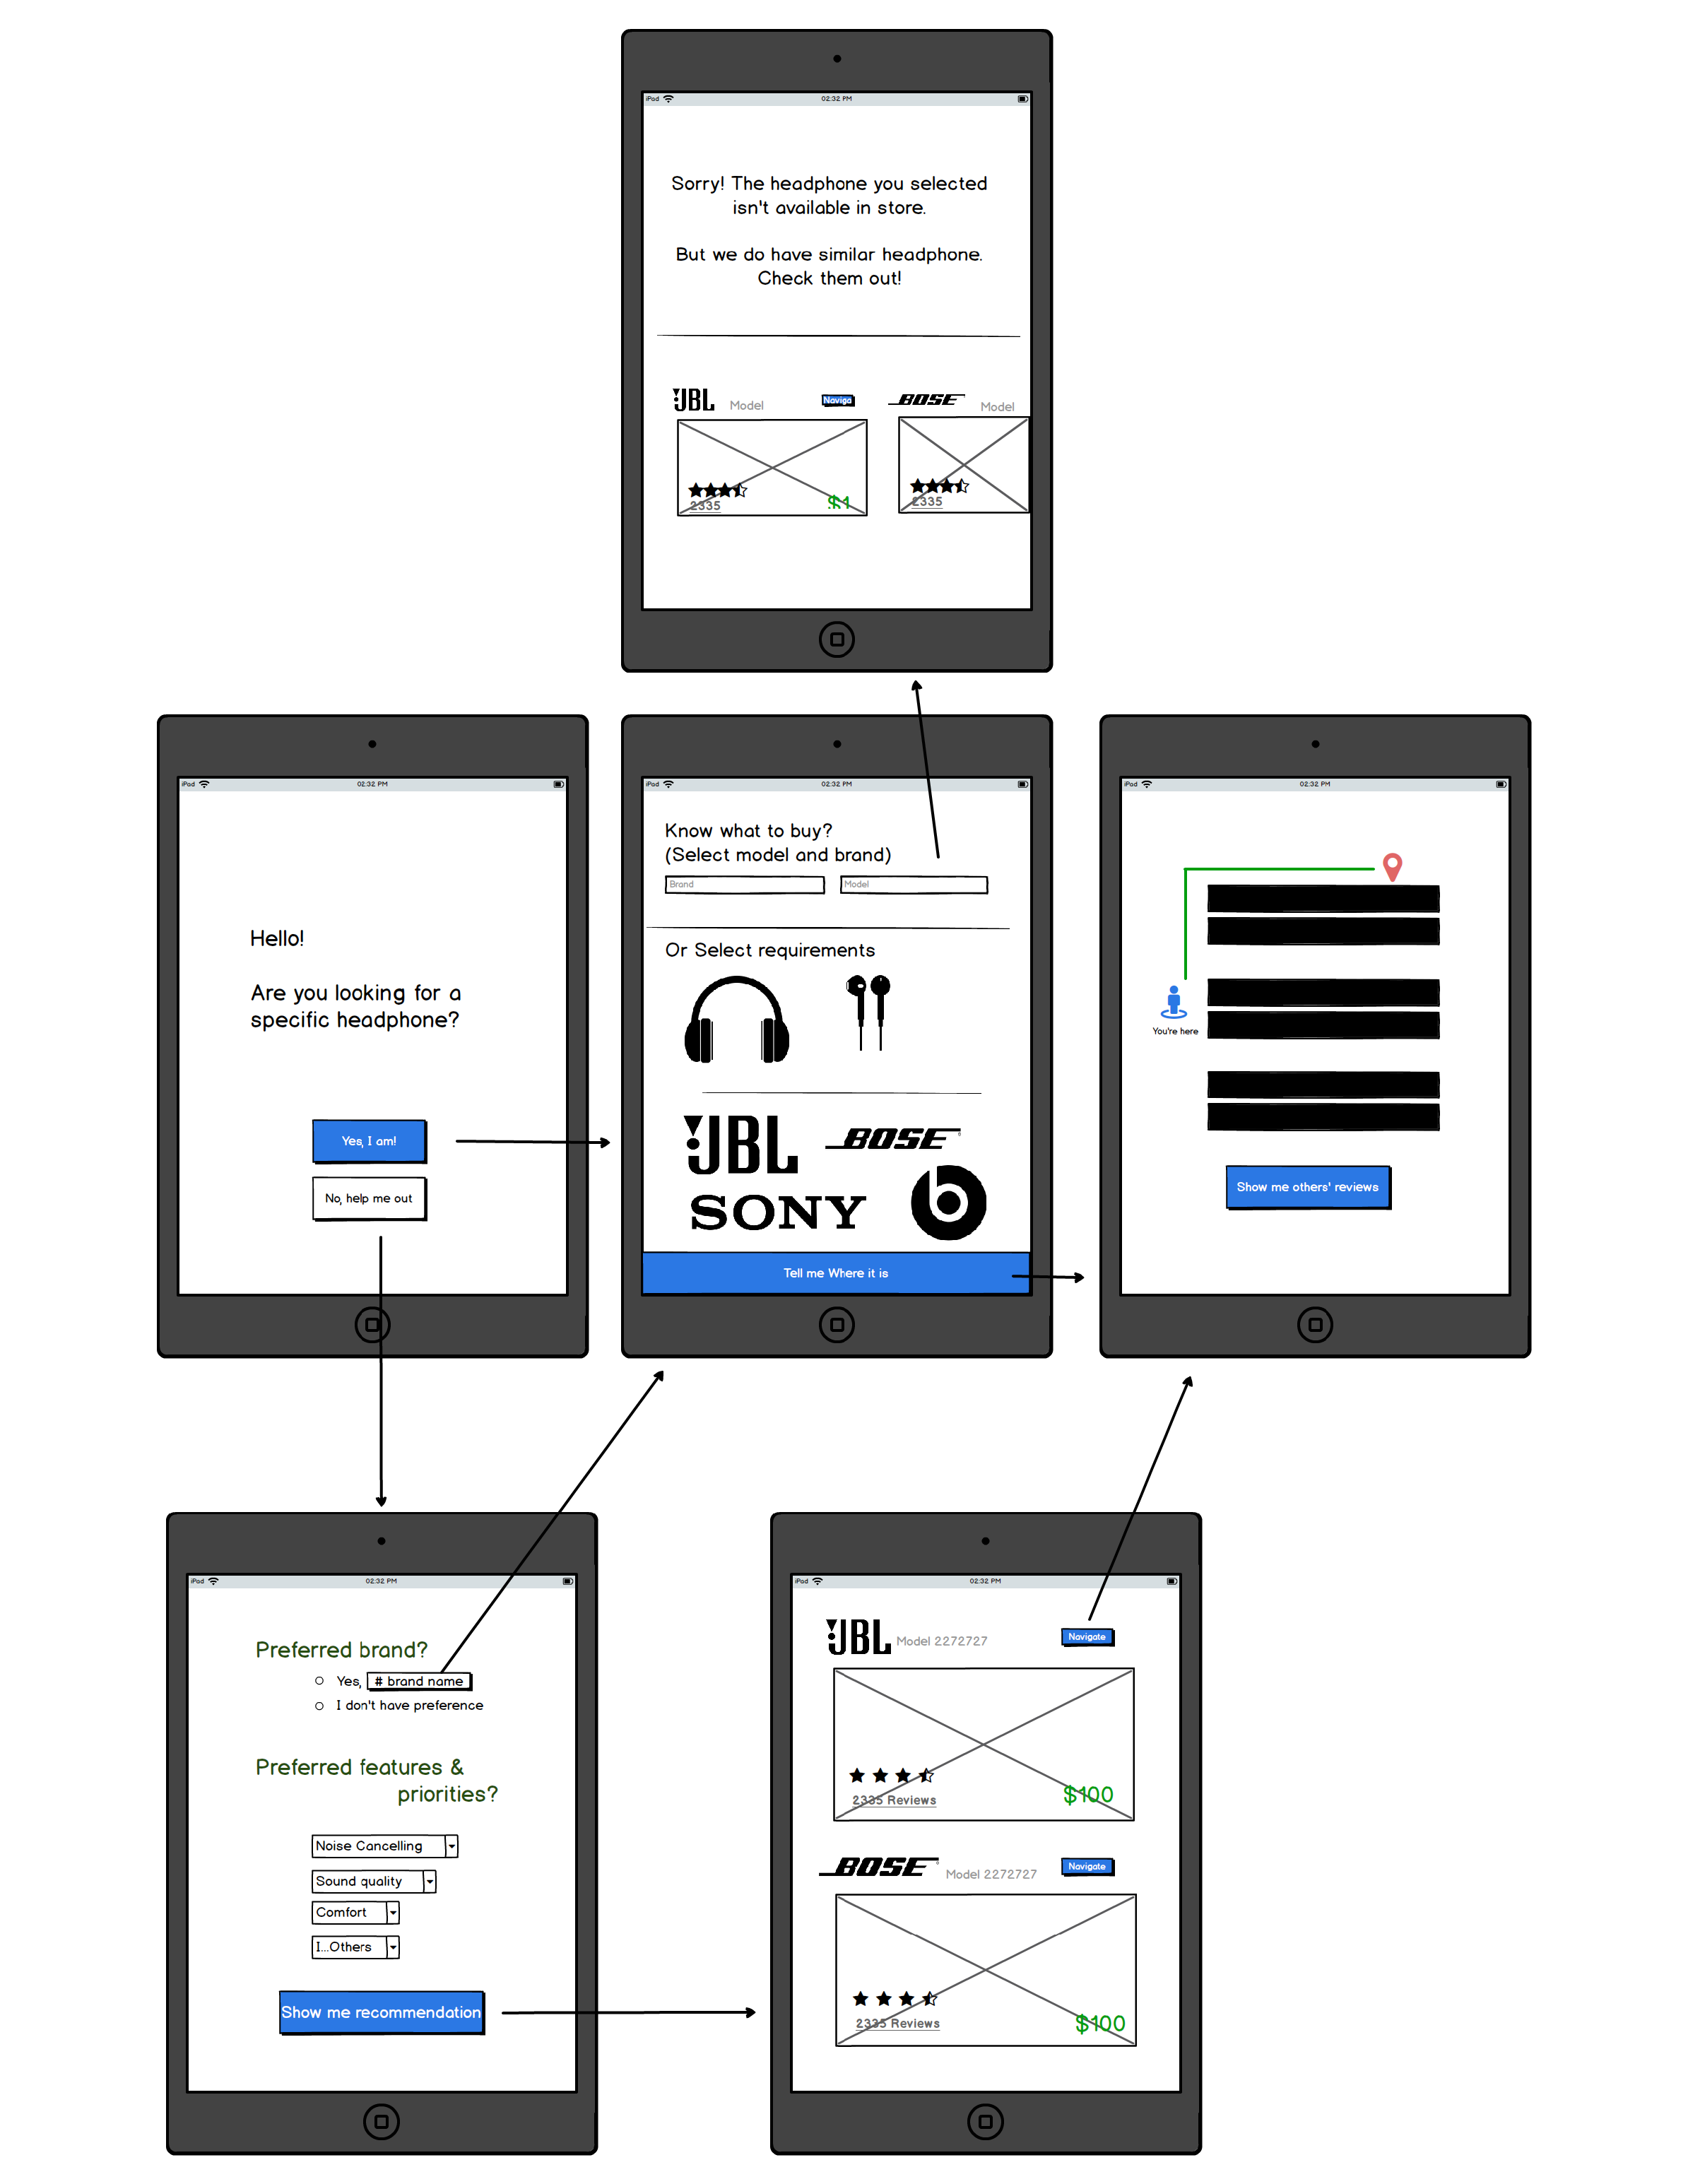 iPad 02:32 PM
Sorry! The headphone you selected
isn't available in store.
But we do have similar headphone.
Check them out!
JBL Model Naviga BOSE Model
2335 $1 2335
iPad 02:32 PM
Hello!
Are you looking for a
specific headphone?
Yes, I am!
No, help me out
iPad 02:32 PM
Know what to buy?
(Select model and brand)
Brand Model
Or Select requirements
JBL BOSE
SONY b
Tell me Where it is
iPad 02:32 PM
You're here
Show me others' reviews
iPad 02:32 PM
Preferred brand?
Yes, # brand name
I don't have preference
Preferred features &
priorities?
Noise Cancelling
Sound quality
Comfort
I...Others
Show me recommendation
iPad 02:32 PM
JBL Model 2272727 Navigate
2335 Reviews $100
BOSE Model 2272727 Navigate
2335 Reviews $100